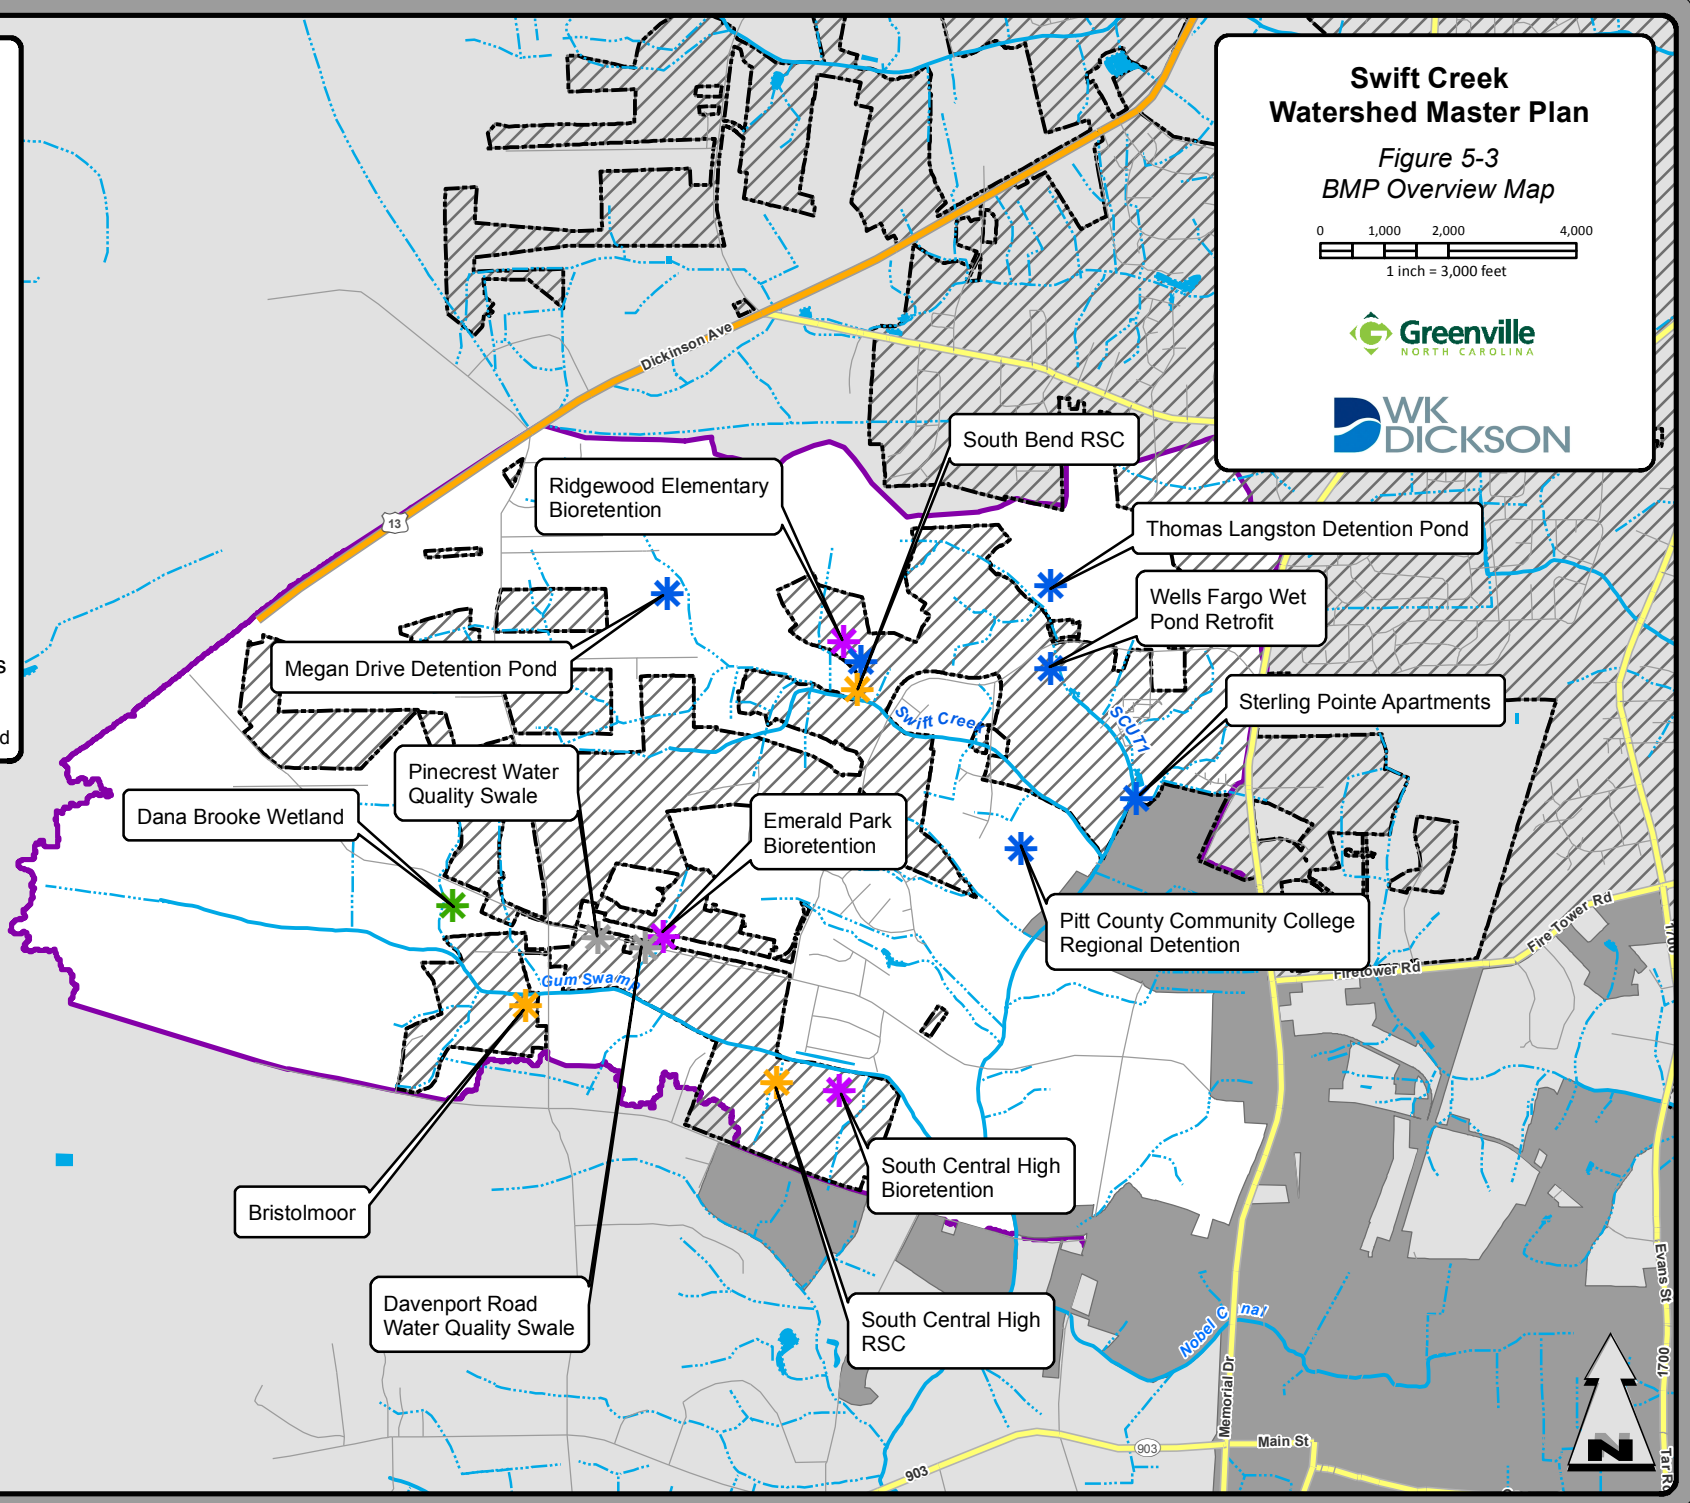 s
d
Swift Creek
Watershed Master Plan
Figure 5-3
BMP Overview Map
0 1,000 2,000 4,000
1 inch = 3,000 feet
Greenville
NORTH CAROLINA
WK
DICKSON
Dickinson Ave
13
South Bend RSC
Ridgewood Elementary
Bioretention
Thomas Langston Detention Pond
Wells Fargo Wet
Pond Retrofit
Megan Drive Detention Pond
Sterling Pointe Apartments
Swift Creek
SCUT1
Pinecrest Water
Quality Swale
Dana Brooke Wetland
Emerald Park
Bioretention
Pitt County Community College
Regional Detention
Fire Tower Rd
Firetower Rd
1700
Gum Swamp
South Central High
Bioretention
Bristolmoor
Davenport Road
Water Quality Swale
South Central High
RSC
Nobel Canal
Evans St
1700
Memorial Dr
Main St
903
903
Tar Rd
N